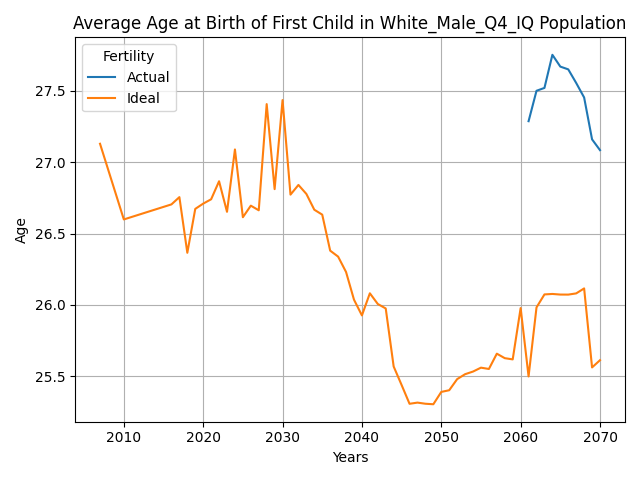 Average Age at Birth of First Child in White_Male_Q4_IQ Population
Fertility
Actual
Ideal
27.5
27.0
26.5
26.0
25.5
Age
2010 2020 2030 2040 2050 2060 2070
Years